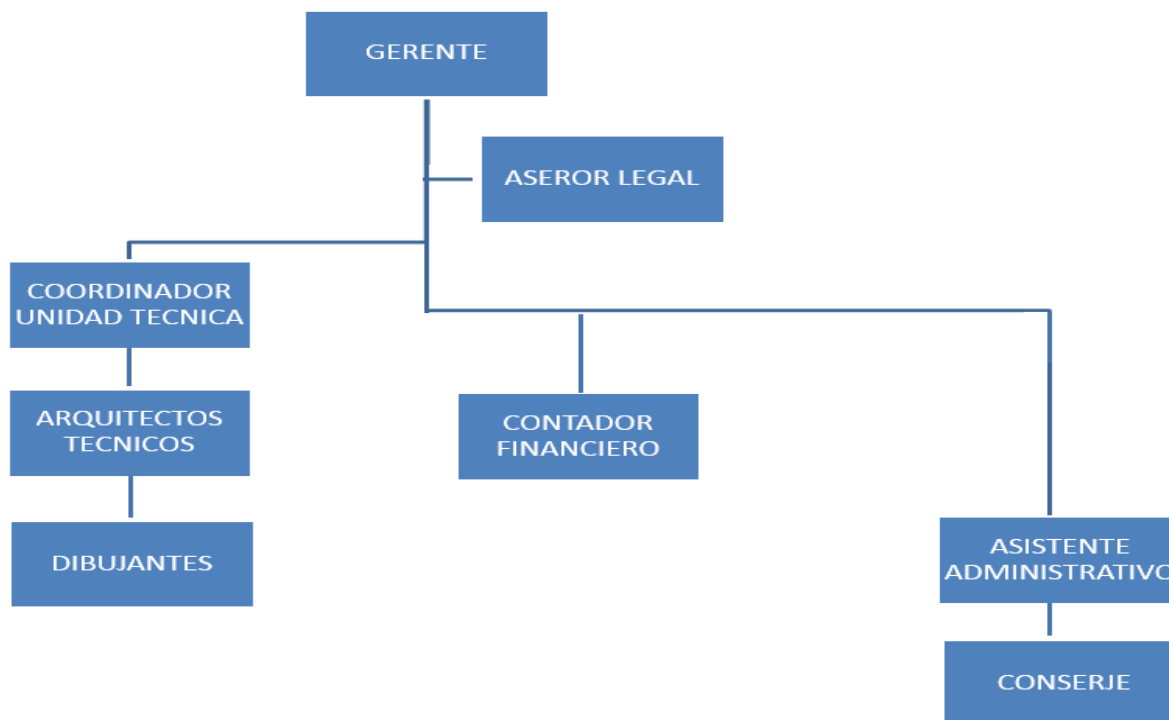 GERENTE
ASEROR LEGAL
COORDINADOR
UNIDAD TECNICA
ARQUITECTOS
TECNICOS
CONTADOR
FINANCIERO
DIBUJANTES
ASISTENTE
ADMINISTRATIVO
CONSERJE